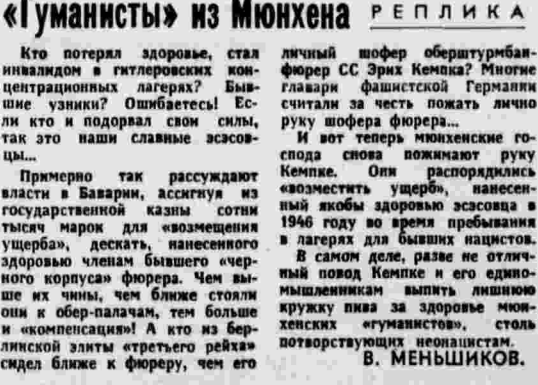 «Гуманисты» из Мюнхена
РЕПЛИКА
Кто потерял здоровье, стал
инвалидом в гитлеровских кон-
центрационных лагерях? Быв-
шие узники? Ошибаетесь! Ес-
ли кто и подорвал свои силы,
так это наши славные эсэсов-
цы...
Примерно так рассуждают
власти в Баварии, ассигнуя из
государственной казны сотни
тысяч марок для «возмещения
ущерба», дескать, нанесенного
здоровью членам бывшего «чер-
ного корпуса» фюрера. Чем вы-
ше их чины, чем ближе стояли
они к обер-палачам, тем больше
и «компенсация»! А кто из бер-
линской элиты «третьего рейха»
сидел ближе к фюреру, чем его
личный шофер оберштурмбан-
фюрер СС Эрих Кемпка? Многие
главари фашистской Германии
считали за честь пожать лично
руку шофера фюрера...
И вот теперь мюнхенские гос-
пода снова пожимают руку
Кемпке. Они распорядились
«возместить ущерб», нанесен-
ный якобы здоровью эсэсовца в
1946 году во время пребывания
в лагерях для бывших нацистов.
В самом деле, разве не отлич-
ный повод Кемпке и его едино-
мышленникам выпить лишнюю
кружку пива за здоровье мюн-
хенских «гуманистов», столь
потворствующих неонацистам.
В. МЕНЬШИКОВ.